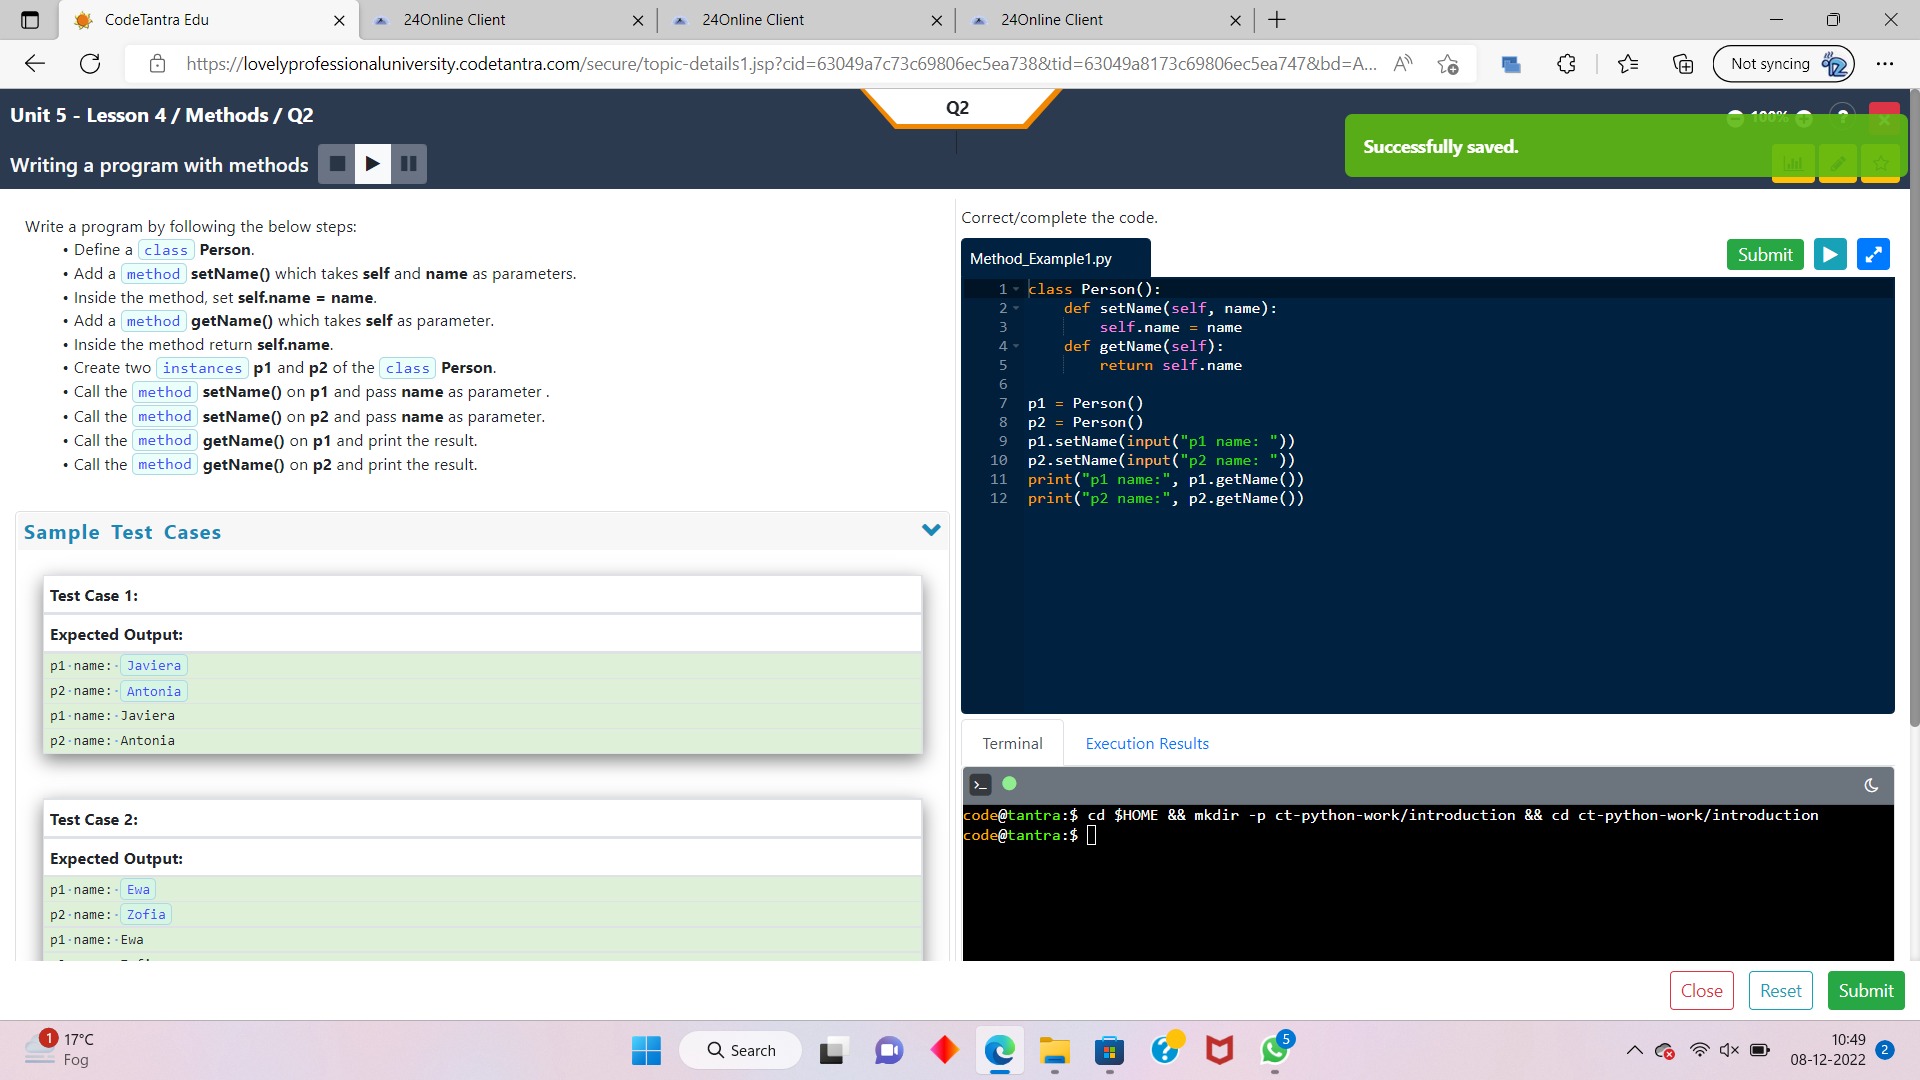 CodeTantra Edu
24Online Client
24Online Client
24Online Client
https://lovelyprofessionaluniversity.codetantra.com/secure/topic-details1.jsp?cid=63049a7c73c69806ec5ea738&tid=63049a8173c69806ec5ea747&bd=A...
Not syncing
Unit 5 - Lesson 4 / Methods / Q2
Q2
100%
?
Successfully saved.
Writing a program with methods
Write a program by following the below steps:
• Define a class Person.
• Add a method setName() which takes self and name as parameters.
• Inside the method, set self.name = name.
• Add a method getName() which takes self as parameter.
• Inside the method return self.name.
• Create two instances p1 and p2 of the class Person.
• Call the method setName() on p1 and pass name as parameter .
• Call the method setName() on p2 and pass name as parameter.
• Call the method getName() on p1 and print the result.
• Call the method getName() on p2 and print the result.
Sample Test Cases
Test Case 1:
Expected Output:
p1·name:·Javiera
p2·name:·Antonia
p1·name:·Javiera
p2·name:·Antonia
Test Case 2:
Expected Output:
p1·name:·Ewa
p2·name:·Zofia
p1·name:·Ewa
Correct/complete the code.
Method_Example1.py
Submit
1 class Person():
2 def setName(self, name):
3 self.name = name
4 def getName(self):
5 return self.name
6
7 p1 = Person()
8 p2 = Person()
9 p1.setName(input("p1 name: "))
10 p2.setName(input("p2 name: "))
11 print("p1 name:", p1.getName())
12 print("p2 name:", p2.getName())
Terminal
Execution Results
code@tantra:$ cd $HOME && mkdir -p ct-python-work/introduction && cd ct-python-work/introduction
code@tantra:$
Close
Reset
Submit
1
17°C
Fog
Search
5
10:49
08-12-2022
2